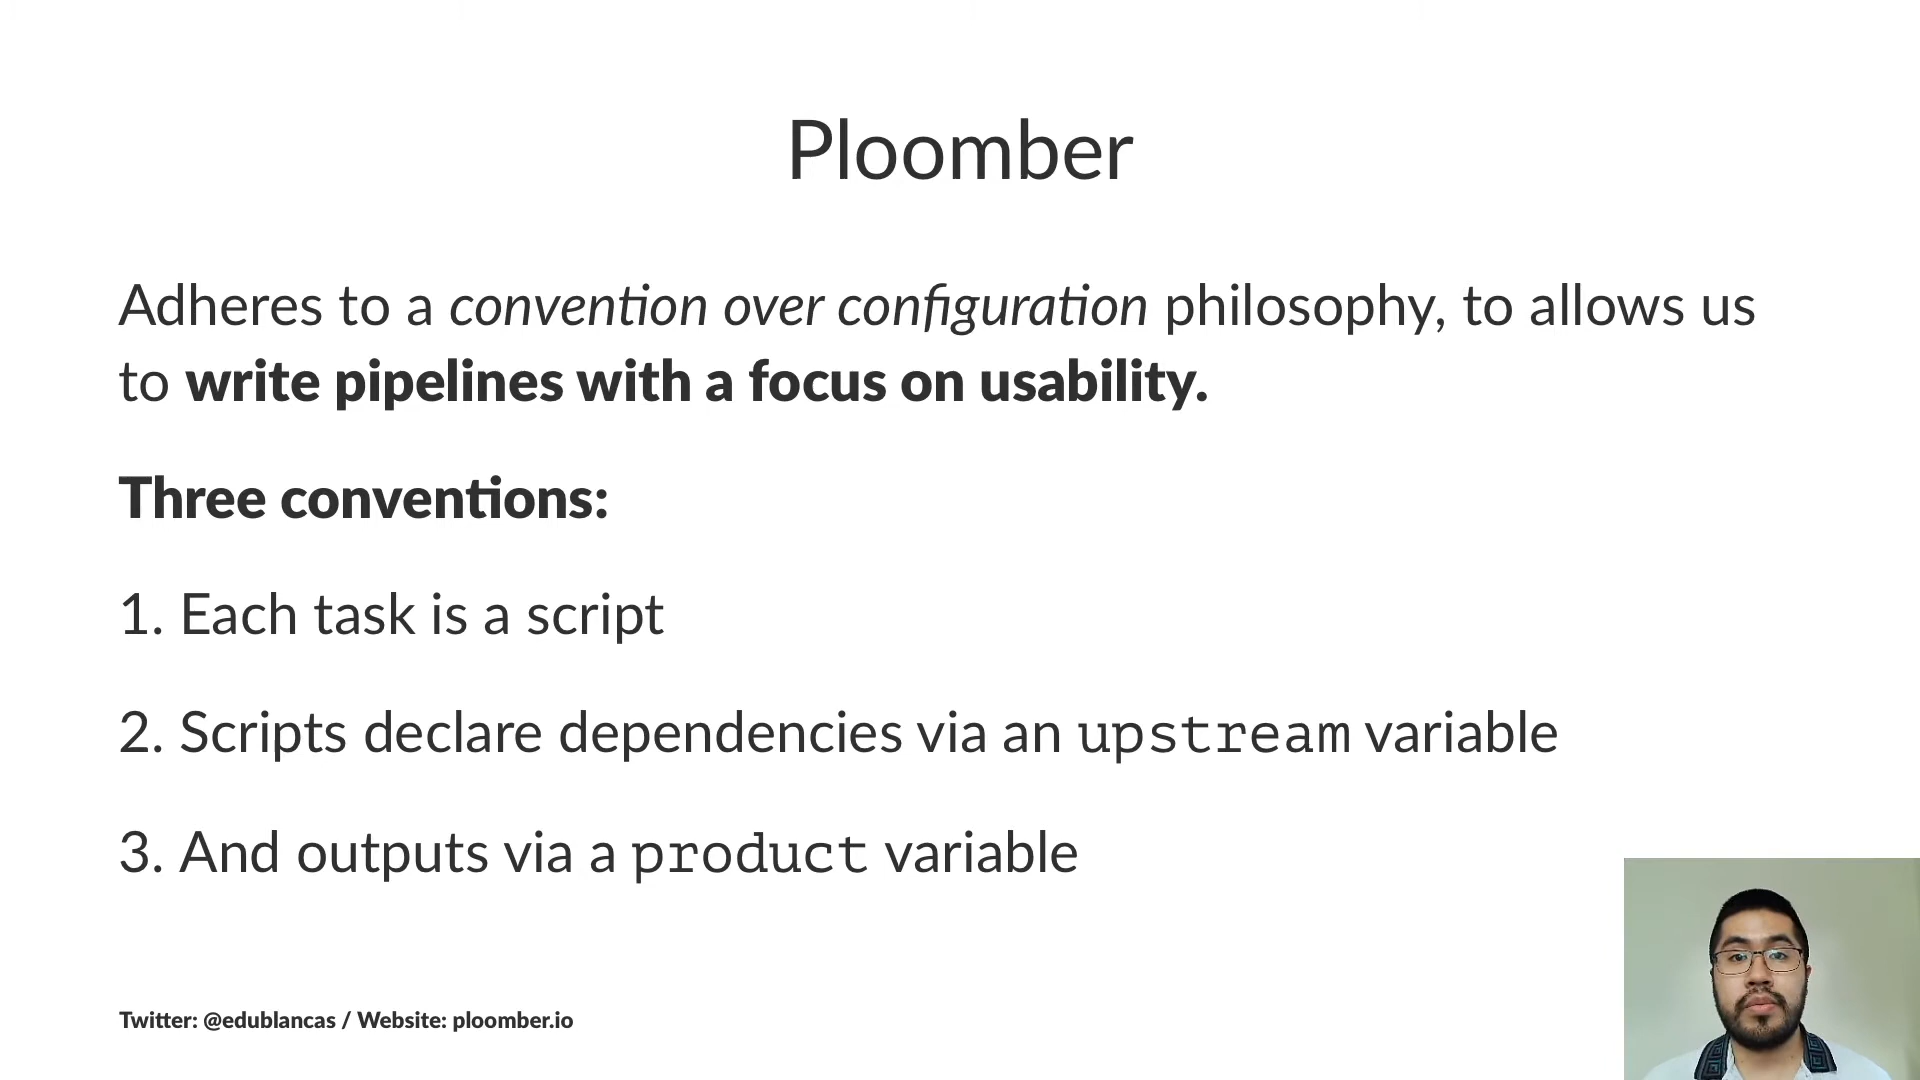 Ploomber
Adheres to a convention over configuration philosophy, to allows us
to write pipelines with a focus on usability.
Three conventions:
1. Each task is a script
2. Scripts declare dependencies via an upstream variable
3. And outputs via a product variable
Twitter: @edublancas / Website: ploomber.io